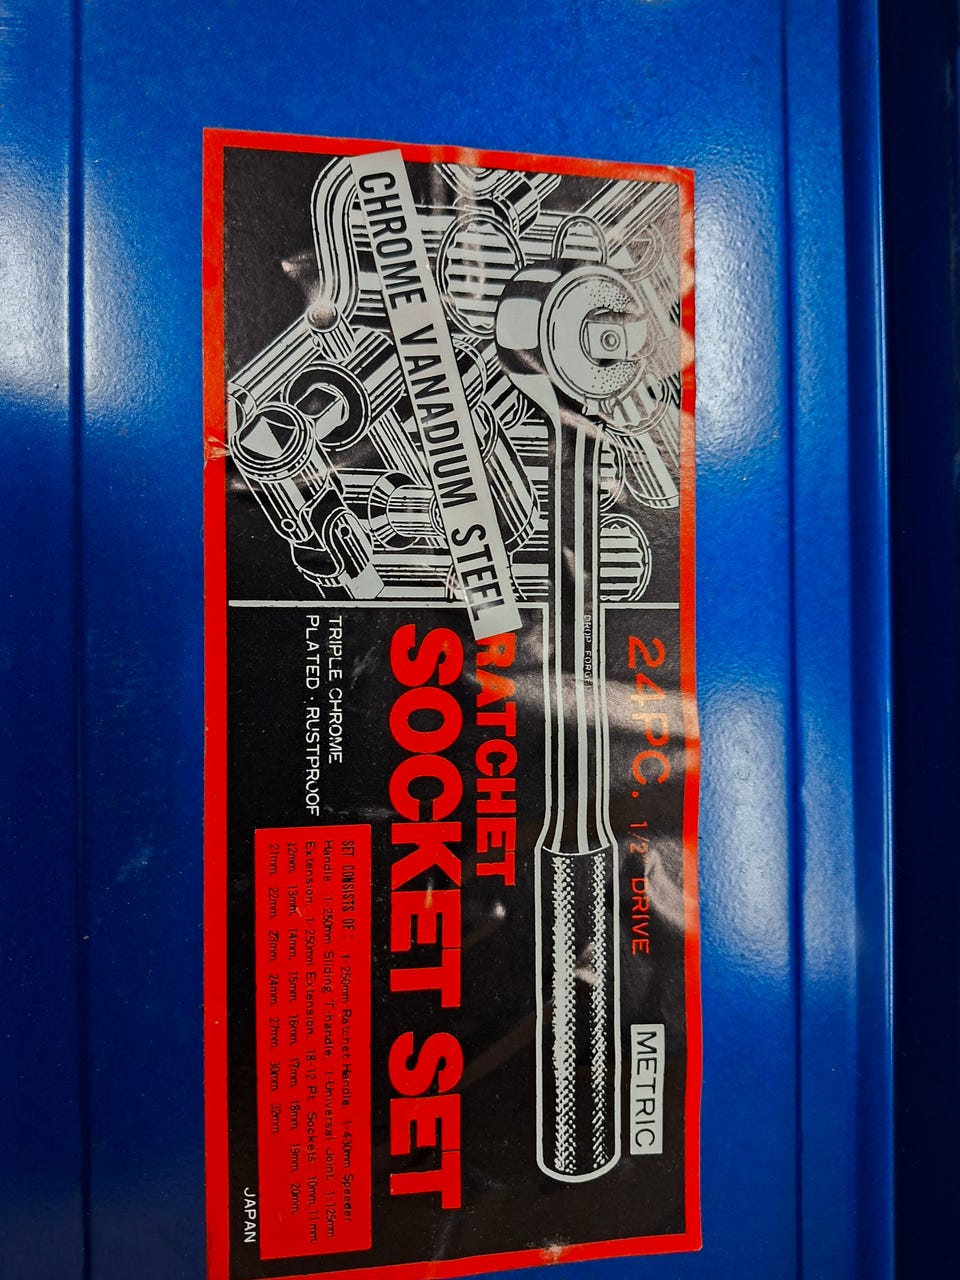 24PC. 1/2" DRIVE METRIC
DROP FORGE
CHROME VANADIUM STEEL
RATCHET
SOCKET SET
TRIPLE CHROME
PLATED · RUSTPROOF
SET CONSISTS OF : 1-250mm Ratchet Handle. 1-430mm Speeder
Handle. 1-250mm Sliding T-handle. 1-Universal Joint. 1-125mm
Extension. 1-250mm Extension. 18-12 Pt. Sockets : 10mm. 11mm.
12mm. 13mm. 14mm. 15mm. 16mm. 17mm. 18mm. 19mm. 20mm.
21mm. 22mm. 23mm. 24mm. 27mm. 30mm. 32mm.
JAPAN